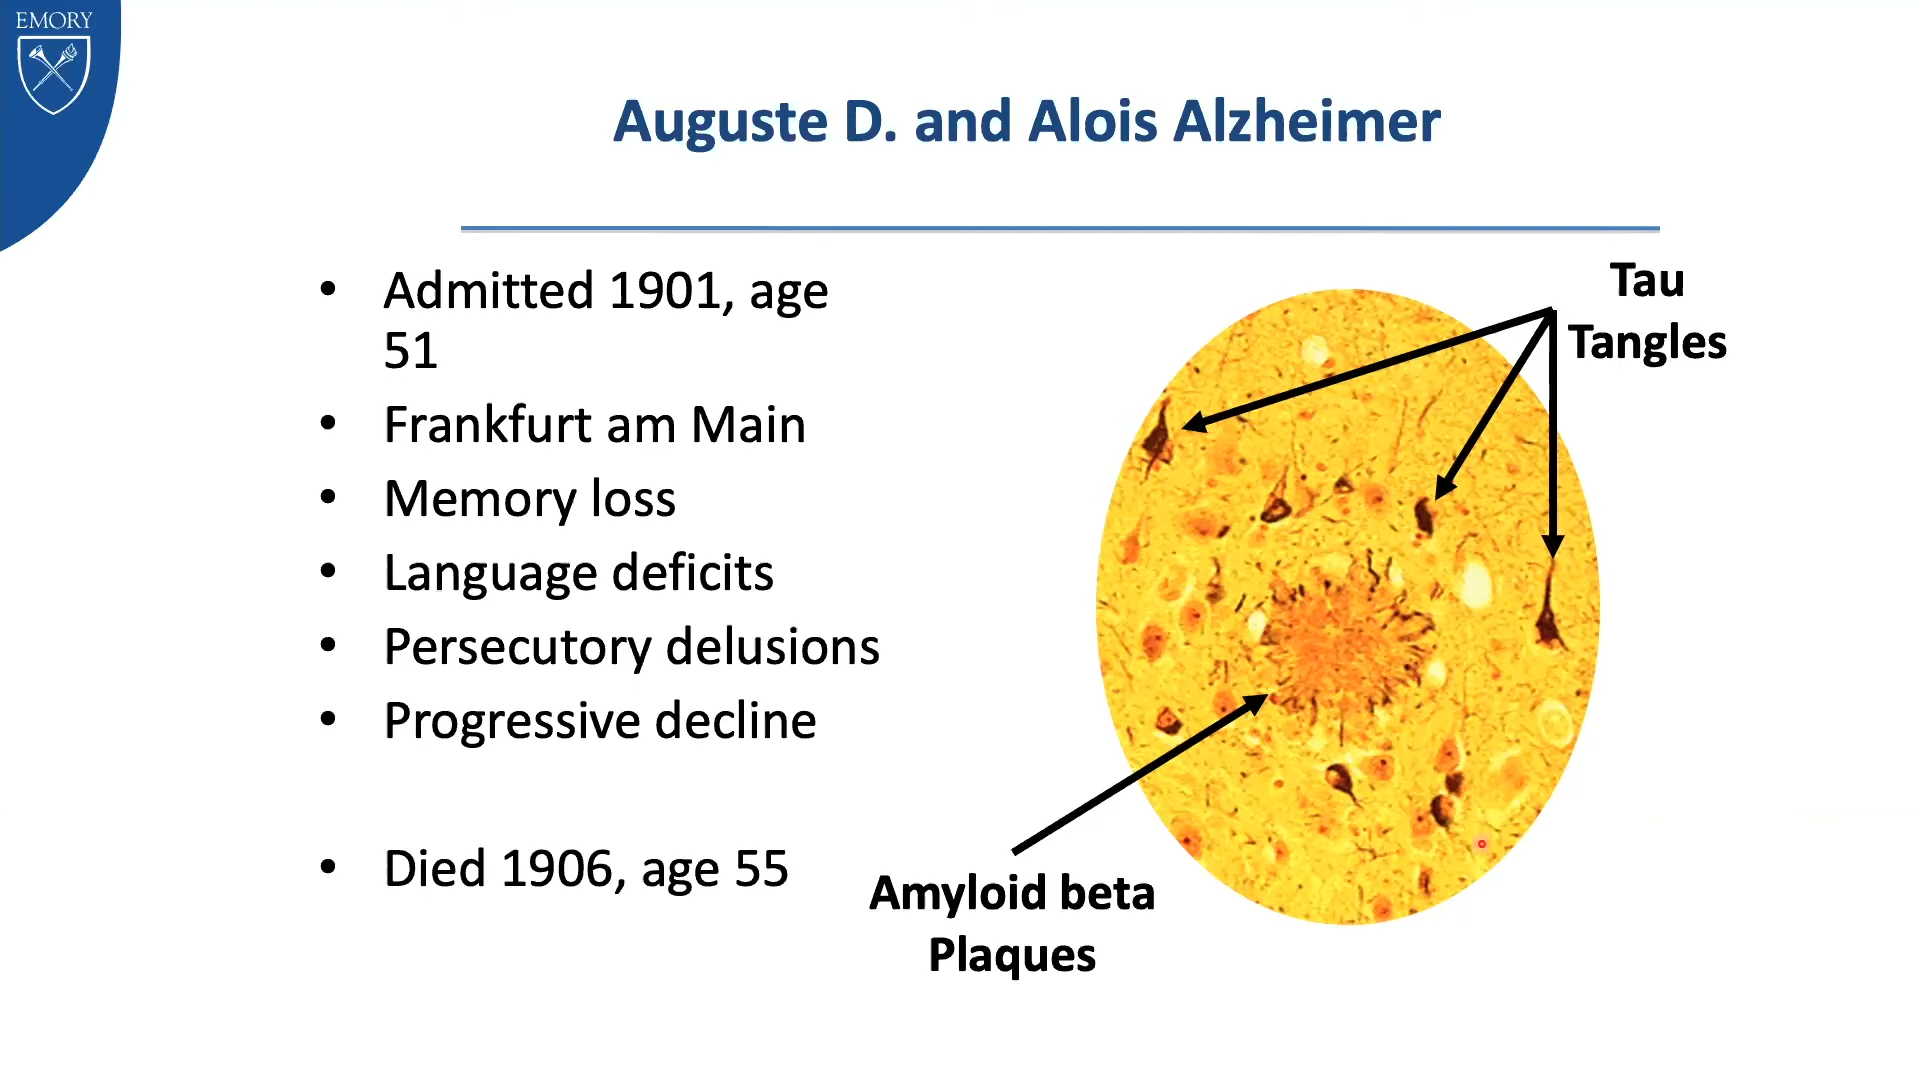 EMORY
Auguste D. and Alois Alzheimer
• Admitted 1901, age
51
• Frankfurt am Main
• Memory loss
• Language deficits
• Persecutory delusions
• Progressive decline
• Died 1906, age 55
Tau
Tangles
Amyloid beta
Plaques